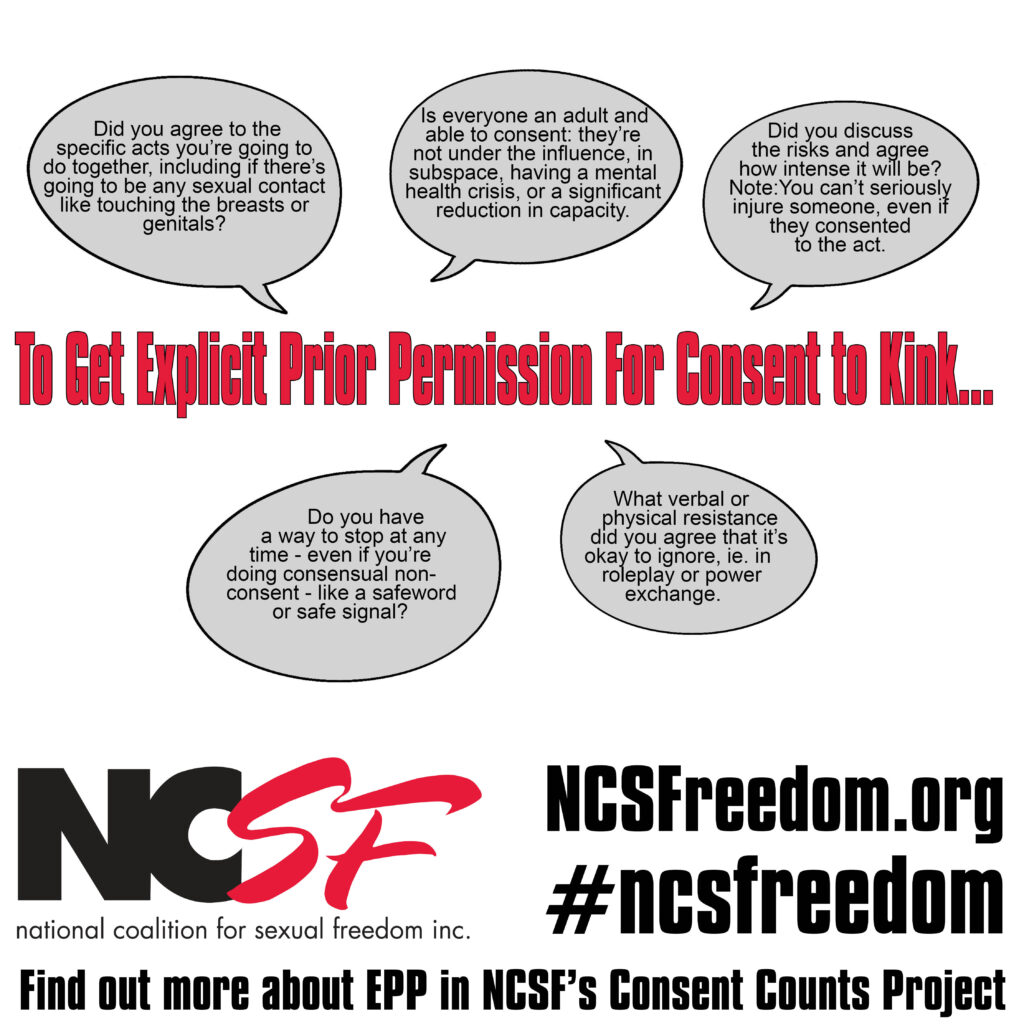 Did you agree to the
specific acts you're going to
do together, including if there's
going to be any sexual contact
like touching the breasts or
genitals?
Is everyone an adult and
able to consent: they're
not under the influence, in
subspace, having a mental
health crisis, or a significant
reduction in capacity.
Did you discuss
the risks and agree
how intense it will be?
Note:You can't seriously
injure someone, even if
they consented
to the act.
To Get Explicit Prior Permission For Consent to Kink...
Do you have
a way to stop at any
time - even if you're
doing consensual non-
consent - like a safeword
or safe signal?
What verbal or
physical resistance
did you agree that it's
okay to ignore, ie. in
roleplay or power
exchange.
NCSF
national coalition for sexual freedom inc.
NCSFreedom.org
#ncsfreedom
Find out more about EPP in NCSF's Consent Counts Project